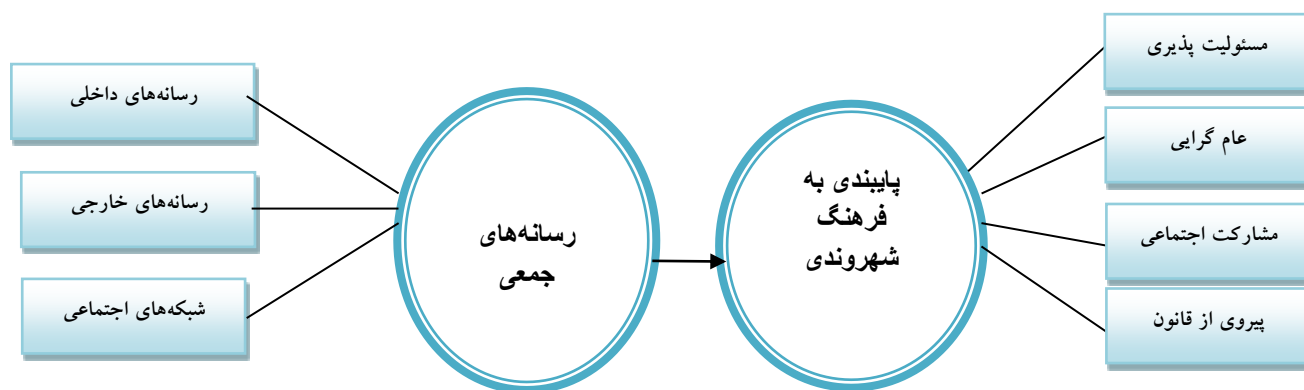 مسئولیت پذیری
عام گرایی
مشارکت اجتماعی
پیروی از قانون
پایبندی به
فرهنگ
شهروندی
رسانه‌های
جمعی
رسانه‌های داخلی
رسانه‌های خارجی
شبکه‌های اجتماعی